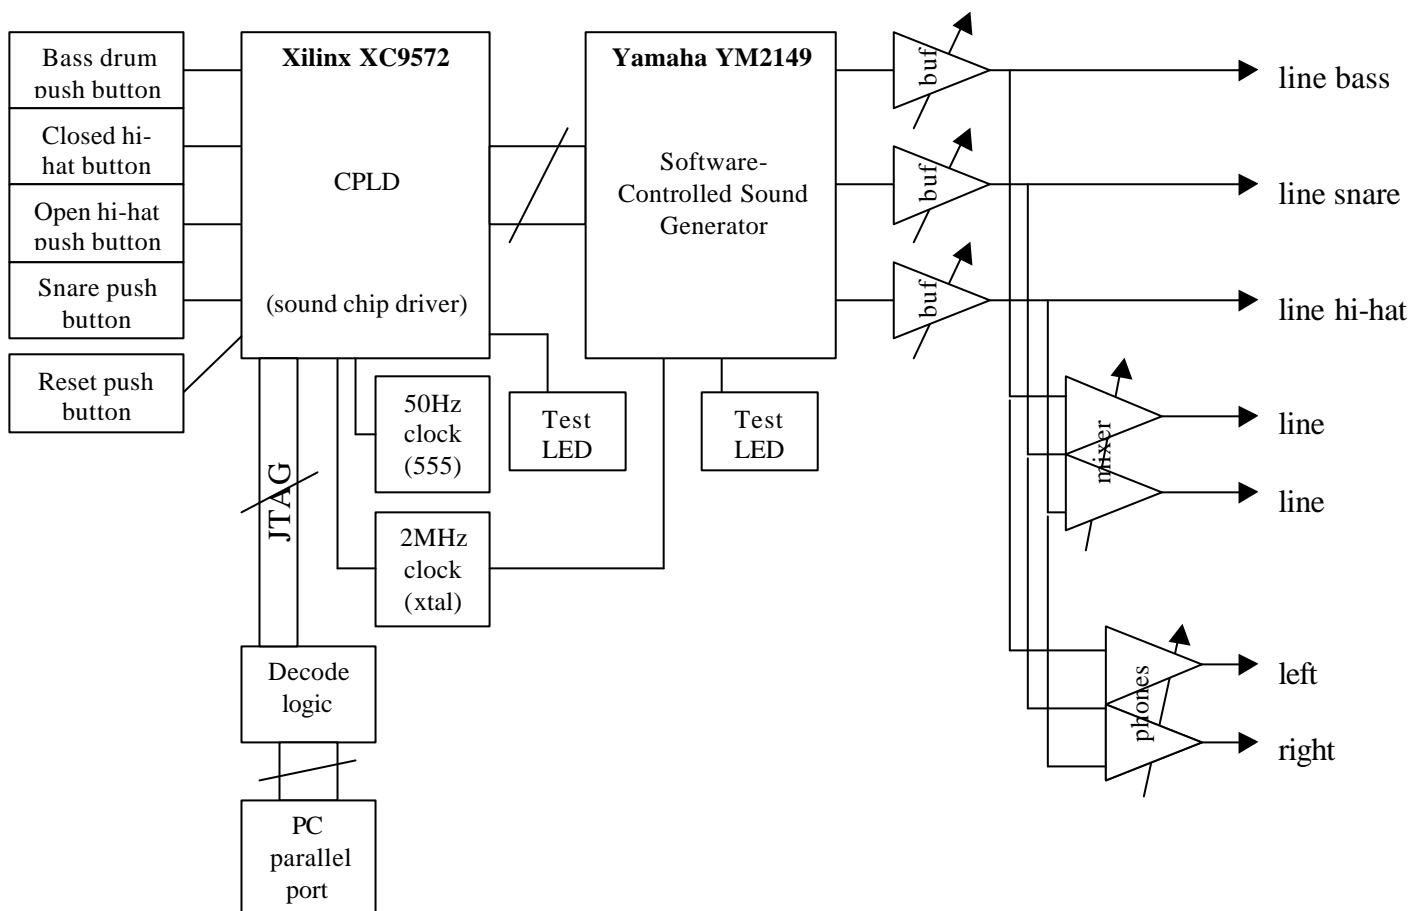 Bass drum
push button
Closed hi-
hat button
Open hi-hat
push button
Snare push
button
Reset push
button
Xilinx XC9572
CPLD
(sound chip driver)
Yamaha YM2149
Software-
Controlled Sound
Generator
buf
buf
buf
line bass
line snare
line hi-hat
50Hz
clock
(555)
Test
LED
Test
LED
mixer
line
line
JTAG
2MHz
clock
(xtal)
Decode
logic
phones
left
right
PC
parallel
port